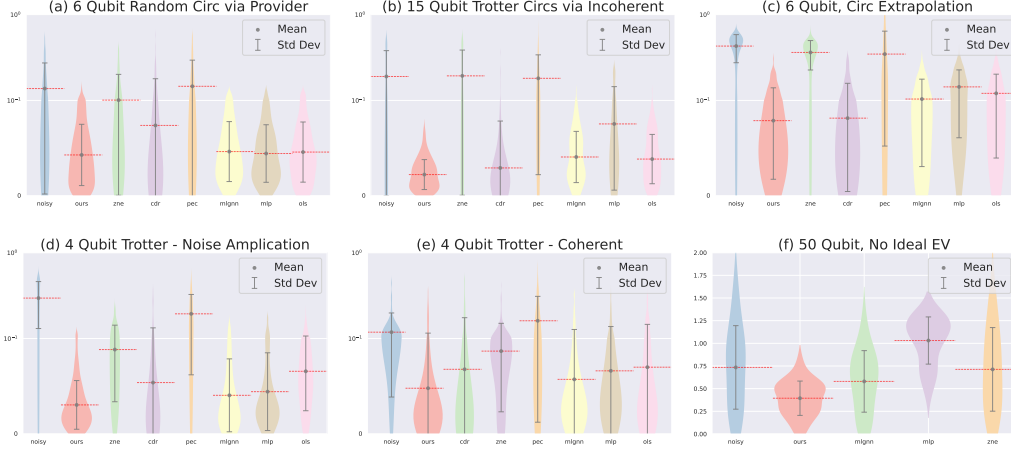 (a) 6 Qubit Random Circ via Provider
10⁰
10⁻¹
0
Mean
Std Dev
noisy ours zne cdr pec mlgnn mlp ols
(b) 15 Qubit Trotter Circs via Incoherent
10⁰
10⁻¹
0
Mean
Std Dev
noisy ours zne cdr pec mlgnn mlp ols
(c) 6 Qubit, Circ Extrapolation
10⁰
10⁻¹
0
Mean
Std Dev
noisy ours zne cdr pec mlgnn mlp ols
(d) 4 Qubit Trotter - Noise Amplication
10⁰
10⁻¹
0
Mean
Std Dev
noisy ours zne cdr pec mlgnn mlp ols
(e) 4 Qubit Trotter - Coherent
10⁰
10⁻¹
0
Mean
Std Dev
noisy ours cdr zne pec mlgnn mlp ols
(f) 50 Qubit, No Ideal EV
2.00
1.75
1.50
1.25
1.00
0.75
0.50
0.25
0.00
Mean
Std Dev
noisy ours mlgnn mlp zne